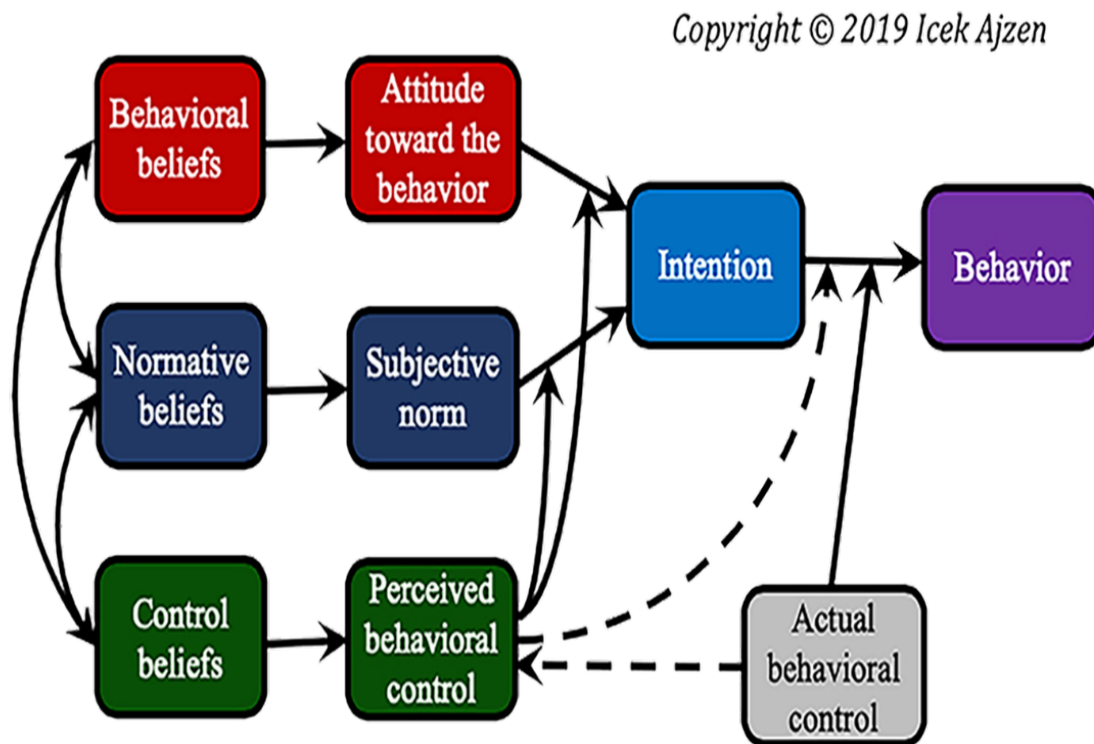 Copyright © 2019 Icek Ajzen
Behavioral
beliefs
Attitude
toward the
behavior
Intention
Behavior
Normative
beliefs
Subjective
norm
Control
beliefs
Perceived
behavioral
control
Actual
behavioral
control